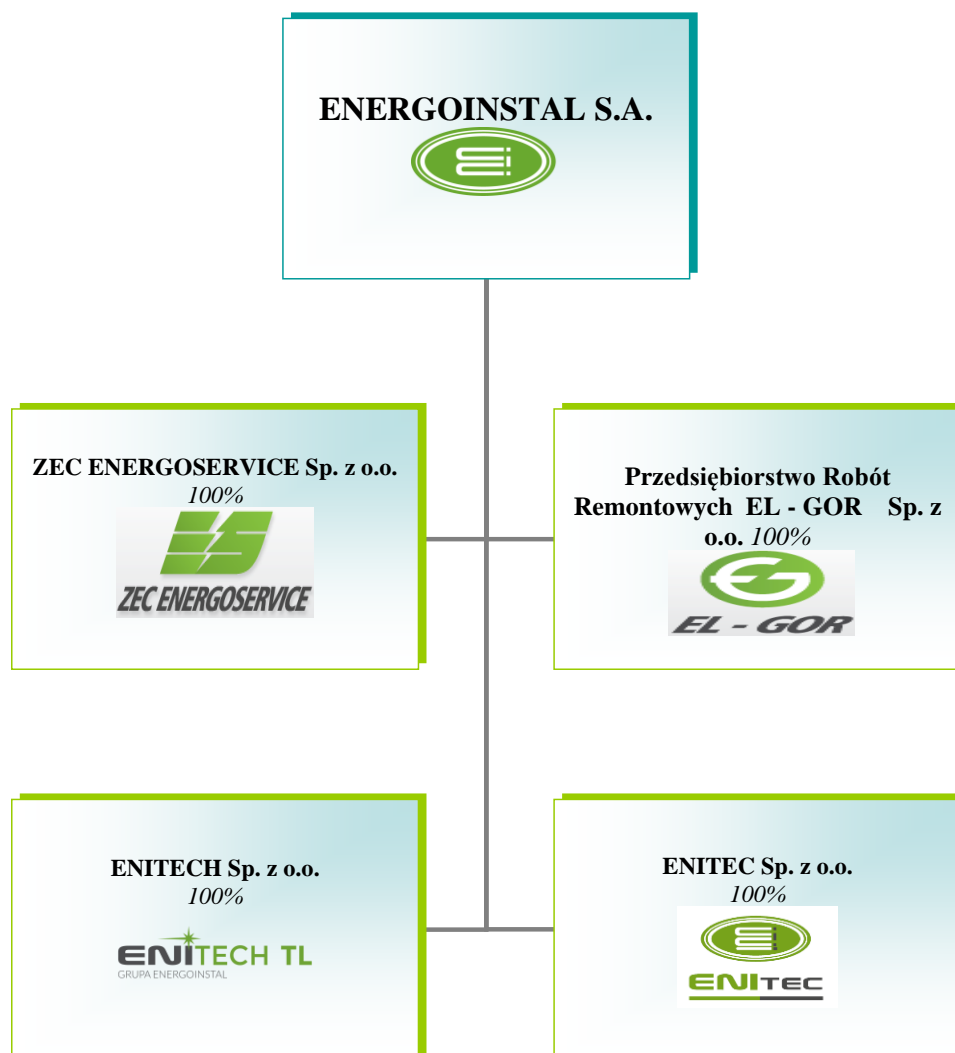 ENERGOINSTAL S.A.
ZEC ENERGOSERVICE Sp. z o.o.
100%
ZEC ENERGOSERVICE
Przedsiębiorstwo Robót
Remontowych EL - GOR Sp. z
o.o. 100%
EL - GOR
ENITECH Sp. z o.o.
100%
ENITECH TL
GRUPA ENERGOINSTAL
ENITEC Sp. z o.o.
100%
ENITEC